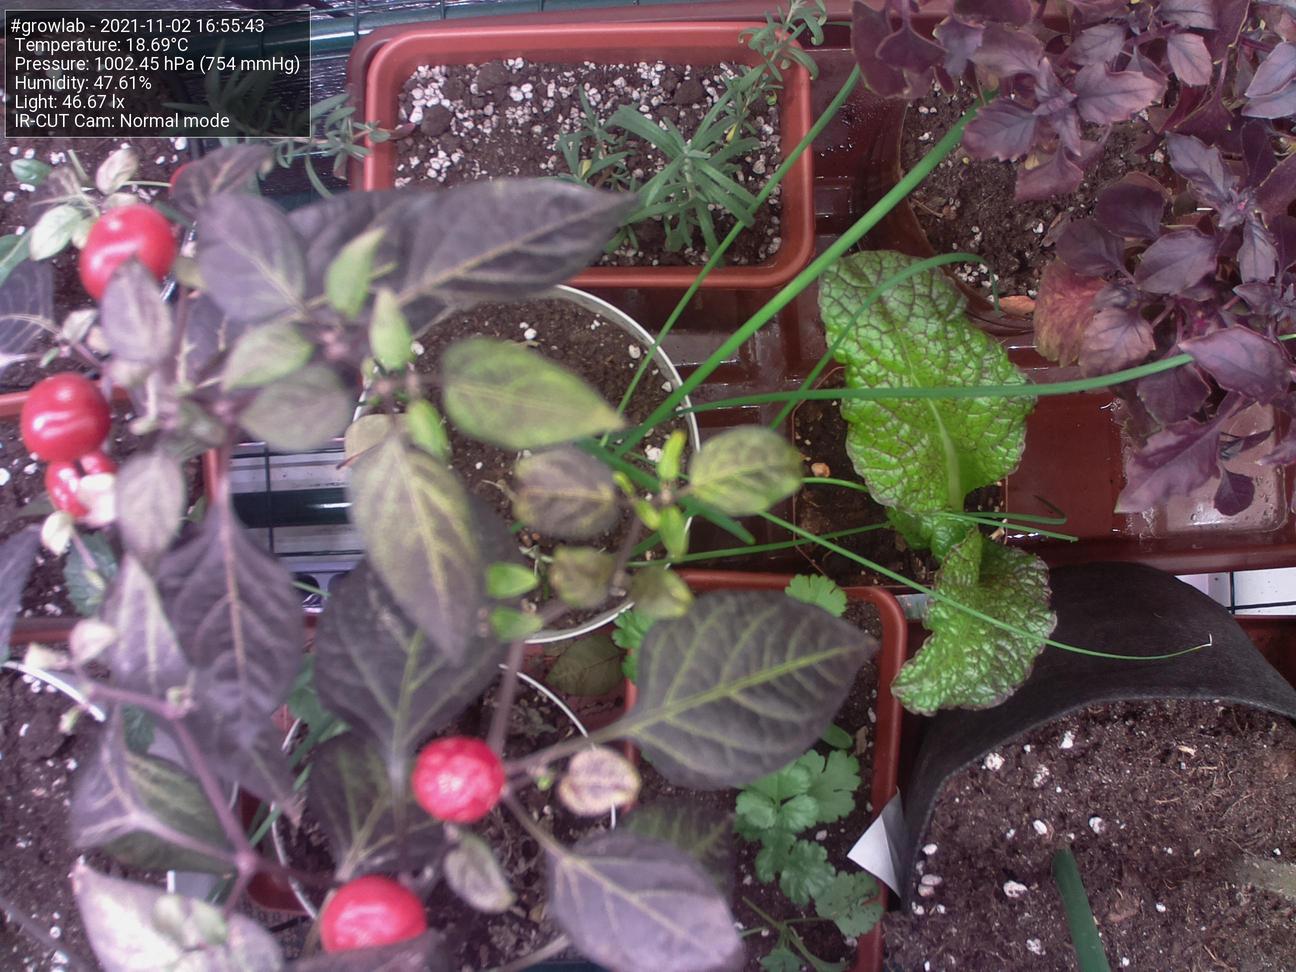 #growlab - 2021-11-02 16:55:43
Temperature: 18.69°C
Pressure: 1002.45 hPa (754 mmHg)
Humidity: 47.61%
Light: 46.67 lx
IR-CUT Cam: Normal mode